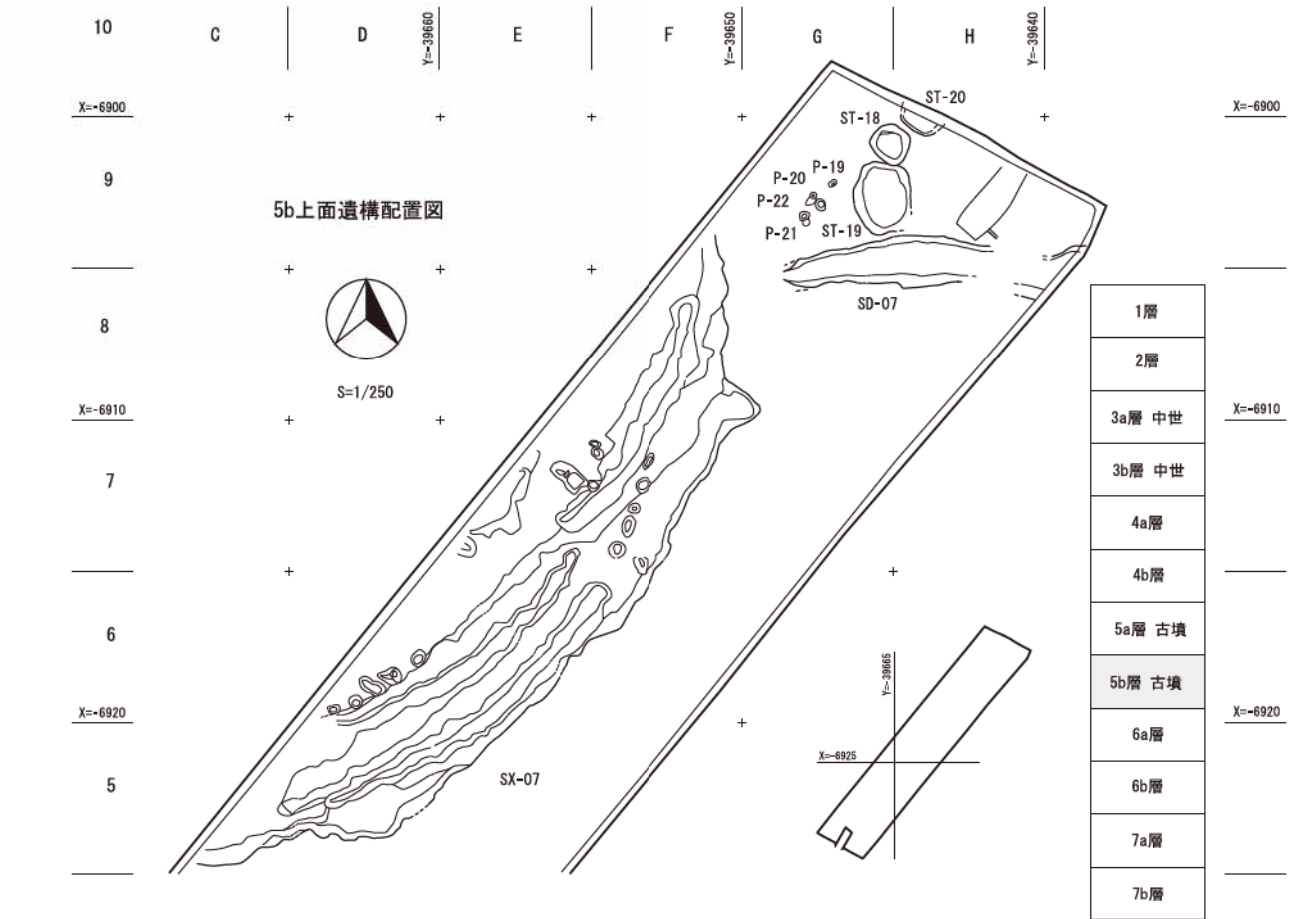 10
C
D
Y=-39660
E
F
Y=-39650
G
H
Y=-39640
X=-6900
X=-6900
ST-20
ST-18
9
P-19
P-20
P-22
P-21
ST-19
5b上面遺構配置図
SD-07
8
S=1/250
X=-6910
X=-6910
7
6
X=-6920
X=-6920
5
SX-07
Y=-39665
X=-6925
1層
2層
3a層 中世
3b層 中世
4a層
4b層
5a層 古墳
5b層 古墳
6a層
6b層
7a層
7b層